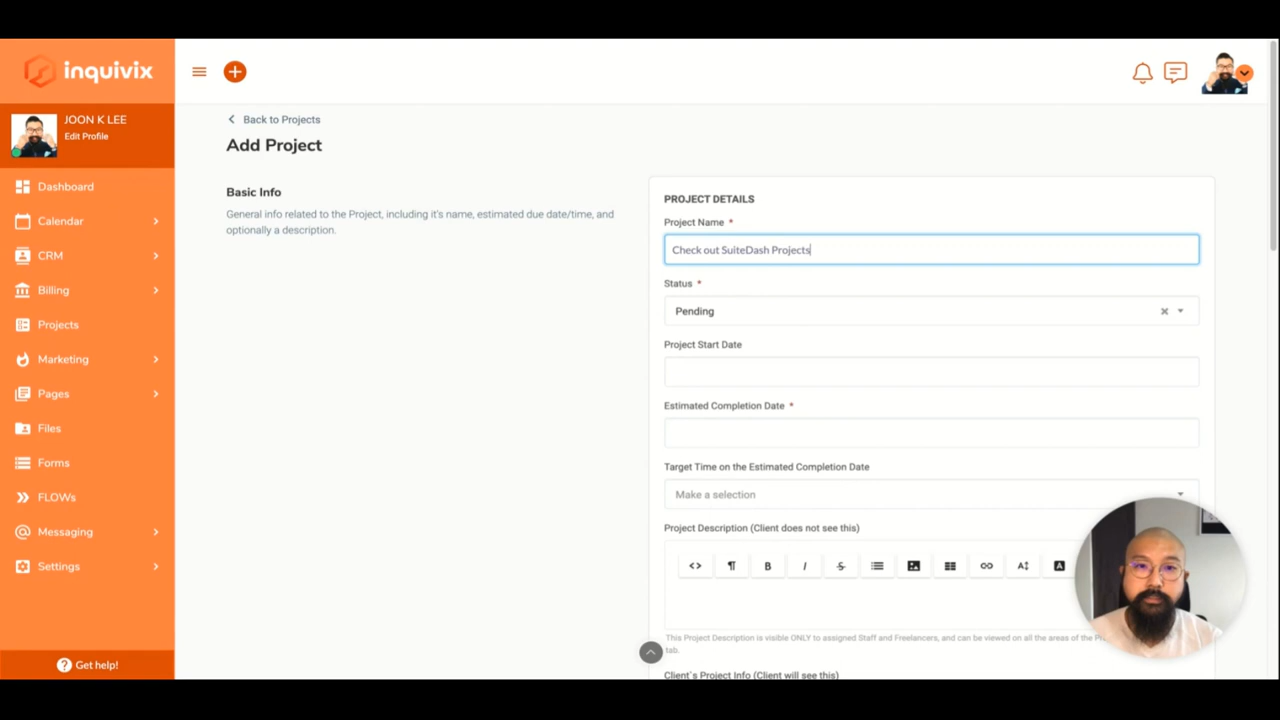 inquivix
JOON K LEE
Edit Profile
Dashboard
Calendar
CRM
Billing
Projects
Marketing
Pages
Files
Forms
FLOWs
Messaging
Settings
Get help!
Back to Projects
Add Project
Basic Info
General info related to the Project, including it's name, estimated due date/time, and
optionally a description.
PROJECT DETAILS
Project Name *
Check out SuiteDash Projects
Status *
Pending
Project Start Date
Estimated Completion Date *
Target Time on the Estimated Completion Date
Make a selection
Project Description (Client does not see this)
This Project Description is visible ONLY to assigned Staff and Freelancers, and can be viewed on all the areas of the
tab.
Client`s Project Info (Client will see this)